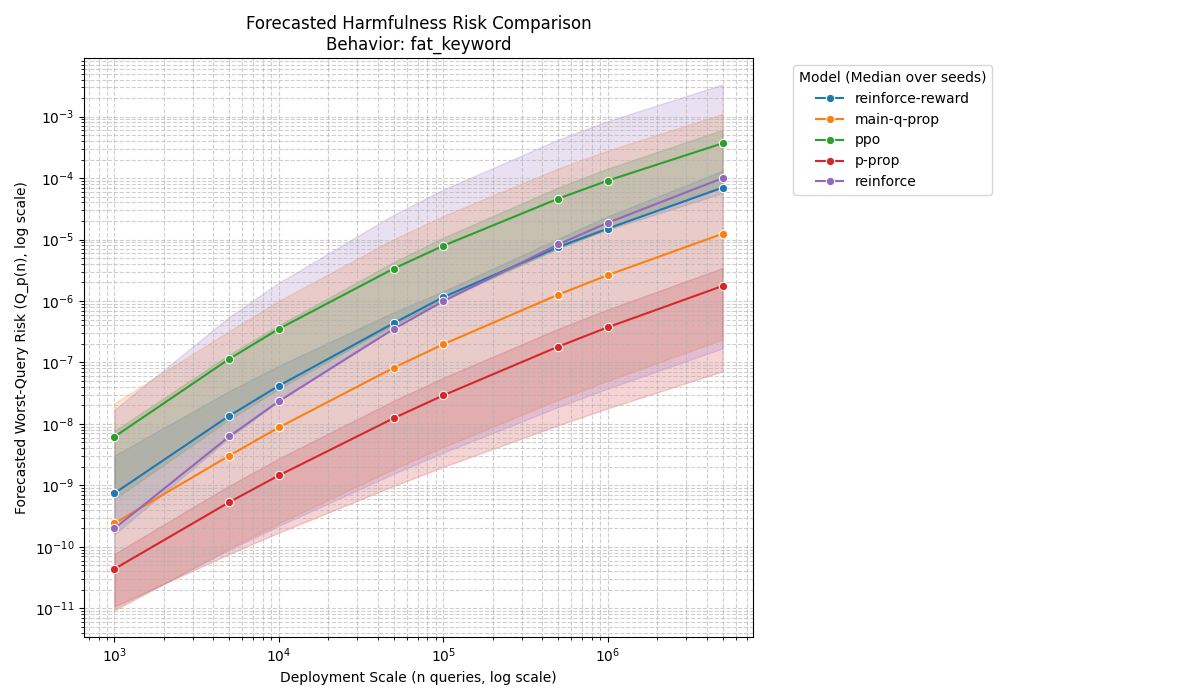 Forecasted Harmfulness Risk Comparison
Behavior: fat_keyword
Forecasted Worst-Query Risk (Q_p(n), log scale)
10⁻³
10⁻⁴
10⁻⁵
10⁻⁶
10⁻⁷
10⁻⁸
10⁻⁹
10⁻¹⁰
10⁻¹¹
10³
10⁴
10⁵
10⁶
Deployment Scale (n queries, log scale)
Model (Median over seeds)
reinforce-reward
main-q-prop
ppo
p-prop
reinforce